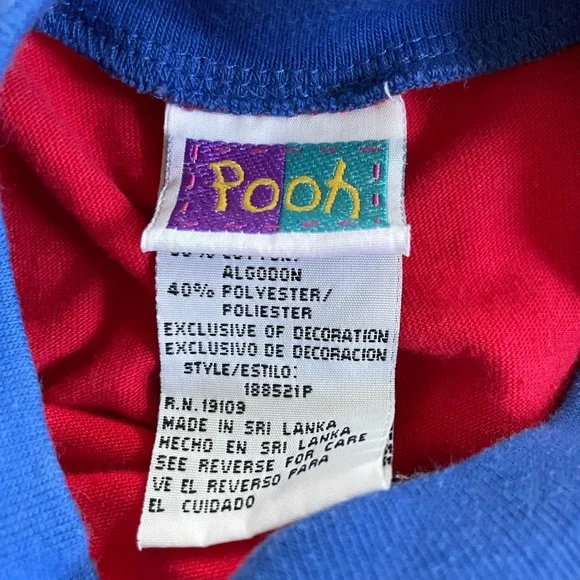 Pooh
COTTON/
ALGODON
40% POLYESTER/
POLIESTER
EXCLUSIVE OF DECORATION
EXCLUSIVO DE DECORACION
STYLE/ESTILO:
188521P
R.N. 19109
MADE IN SRI LANKA
HECHO EN SRI LANKA
SEE REVERSE FOR CARE
VE EL REVERSO PARA
EL CUIDADO